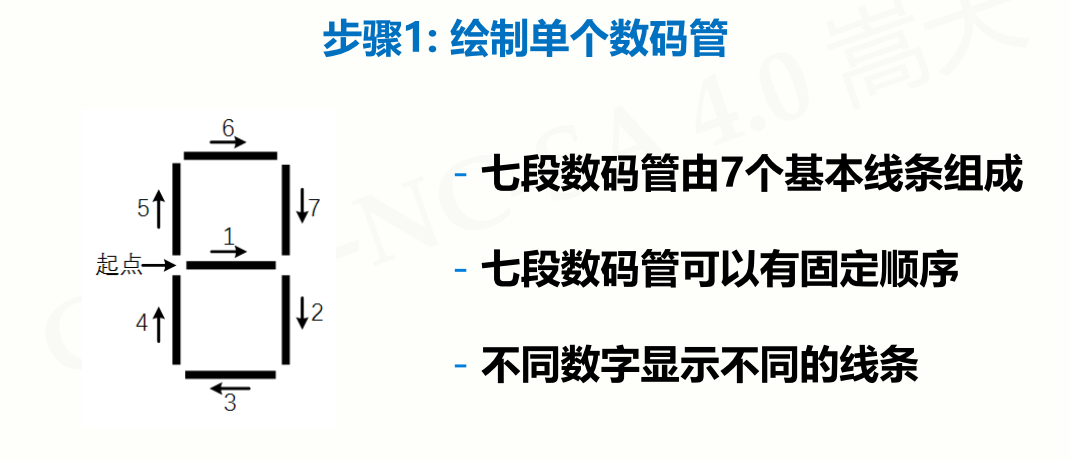 步骤1: 绘制单个数码管
6
5
7
1
起点
4
2
3
- 七段数码管由7个基本线条组成
- 七段数码管可以有固定顺序
- 不同数字显示不同的线条
-NC-SA 4.0 嵩天